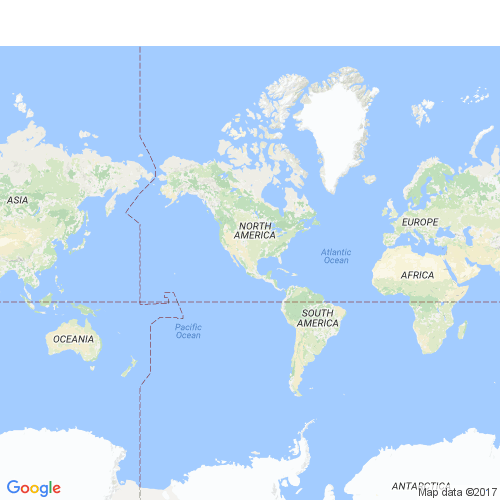 ASIA
NORTH
AMERICA
EUROPE
Atlantic
Ocean
AFRICA
SOUTH
AMERICA
Pacific
Ocean
OCEANIA
ANTARCTICA
Google
Map data ©2017